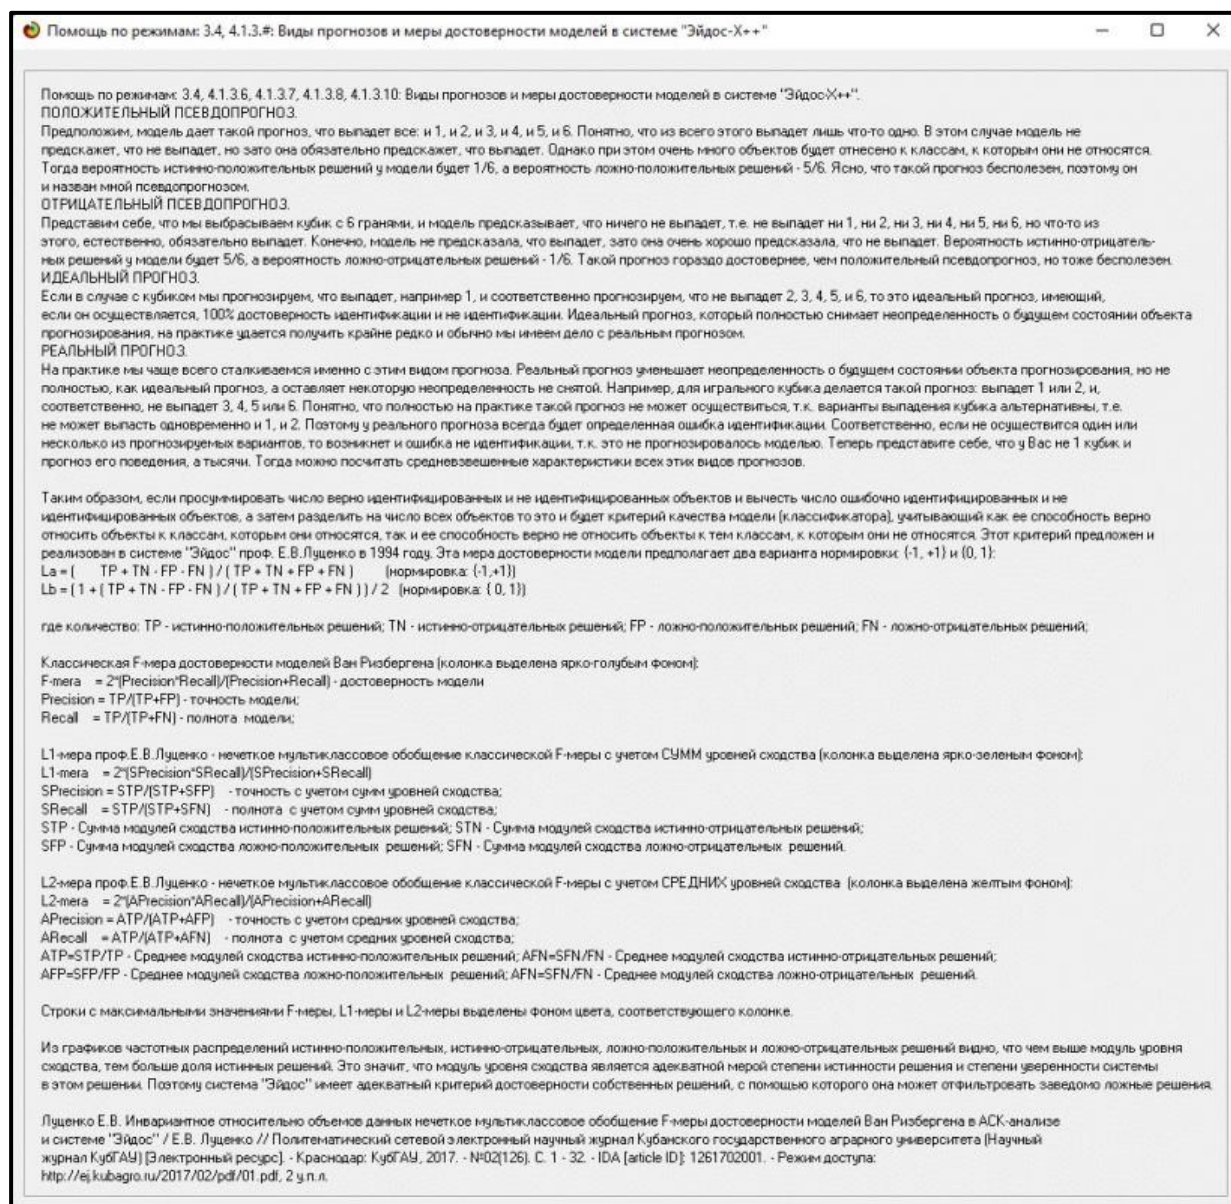 Помощь по режимам: 3.4, 4.1.3.#: Виды прогнозов и меры достоверности моделей в системе "Эйдос-X++"
Помощь по режимам: 3.4, 4.1.3.6, 4.1.3.7, 4.1.3.8, 4.1.3.10: Виды прогнозов и меры достоверности моделей в системе "Эйдос-X++".
ПОЛОЖИТЕЛЬНЫЙ ПСЕВДОПРОГНОЗ.
Предположим, модель дает такой прогноз, что выпадет все: и 1, и 2, и 3, и 4, и 5, и 6. Понятно, что из всего этого выпадет лишь что-то одно. В этом случае модель не
предскажет, что не выпадет, но зато она обязательно предскажет, что выпадет. Однако при этом очень много объектов будет отнесено к классам, к которым они не относятся.
Тогда вероятность истинно-положительных решений у модели будет 1/6, а вероятность ложно-положительных решений - 5/6. Ясно, что такой прогноз бесполезен, поэтому он
и назван мной псевдопрогнозом.
ОТРИЦАТЕЛЬНЫЙ ПСЕВДОПРОГНОЗ.
Представим себе, что мы выбрасываем кубик с 6 гранями, и модель предсказывает, что ничего не выпадет, т.е. не выпадет ни 1, ни 2, ни 3, ни 4, ни 5, ни 6, но что-то из
этого, естественно, обязательно выпадет. Конечно, модель не предсказала, что выпадет, зато она очень хорошо предсказала, что не выпадет. Вероятность истинно-отрицатель-
ных решений у модели будет 5/6, а вероятность ложно-отрицательных решений - 1/6. Такой прогноз гораздо достовернее, чем положительный псевдопрогноз, но тоже бесполезен.
ИДЕАЛЬНЫЙ ПРОГНОЗ.
Если в случае с кубиком мы прогнозируем, что выпадет, например 1, и соответственно прогнозируем, что не выпадет 2, 3, 4, 5, и 6, то это идеальный прогноз, имеющий,
если он осуществляется, 100% достоверность идентификации и не идентификации. Идеальный прогноз, который полностью снимает неопределенность о будущем состоянии объекта
прогнозирования, на практике удается получить крайне редко и обычно мы имеем дело с реальным прогнозом.
РЕАЛЬНЫЙ ПРОГНОЗ.
На практике мы чаще всего сталкиваемся именно с этим видом прогноза. Реальный прогноз уменьшает неопределенность о будущем состоянии объекта прогнозирования, но не
полностью, как идеальный прогноз, а оставляет некоторую неопределенность не снятой. Например, для игрального кубика делается такой прогноз: выпадет 1 или 2, и,
соответственно, не выпадет 3, 4, 5 или 6. Понятно, что полностью на практике такой прогноз не может осуществиться, т.к. варианты выпадения кубика альтернативны, т.е.
не может выпасть одновременно и 1, и 2. Поэтому у реального прогноза всегда будет определенная ошибка идентификации. Соответственно, если не осуществится один или
несколько из прогнозируемых вариантов, то возникнет и ошибка не идентификации, т.к. это не прогнозировалось моделью. Теперь представите себе, что у Вас не 1 кубик и
прогноз его поведения, а тысячи. Тогда можно посчитать средневзвешенные характеристики всех этих видов прогнозов.
Таким образом, если просуммировать число верно идентифицированных и не идентифицированных объектов и вычесть число ошибочно идентифицированных и не
идентифицированных объектов, а затем разделить на число всех объектов то это и будет критерий качества модели (классификатора), учитывающий как ее способность верно
относить объекты к классам, которым они относятся, так и ее способность верно не относить объекты к тем классам, к которым они не относятся. Этот критерий предложен и
реализован в системе "Эйдос" проф. Е.В.Луценко в 1994 году. Эта мера достоверности модели предполагает два варианта нормировки: {-1, +1} и {0, 1}:
La = ( TP + TN - FP - FN ) / ( TP + TN + FP + FN ) (нормировка: {-1,+1})
Lb = ( 1 + ( TP + TN - FP - FN ) / ( TP + TN + FP + FN ) ) / 2 (нормировка: { 0, 1})
где количество: TP - истинно-положительных решений; TN - истинно-отрицательных решений; FP - ложно-положительных решений; FN - ложно-отрицательных решений;
Классическая F-мера достоверности моделей Ван Ризбергена (колонка выделена ярко-голубым фоном):
F-mera = 2*(Precision*Recall)/(Precision+Recall) - достоверность модели
Precision = TP/(TP+FP) - точность модели;
Recall = TP/(TP+FN) - полнота модели;
L1-мера проф.Е.В.Луценко - нечеткое мультиклассовое обобщение классической F-меры с учетом СУММ уровней сходства (колонка выделена ярко-зеленым фоном):
L1-mera = 2*(SPrecision*SRecall)/(SPrecision+SRecall)
SPrecision = STP/(STP+SFP) - точность с учетом сумм уровней сходства;
SRecall = STP/(STP+SFN) - полнота с учетом сумм уровней сходства;
STP - Сумма модулей сходства истинно-положительных решений; STN - Сумма модулей сходства истинно-отрицательных решений;
SFP - Сумма модулей сходства ложно-положительных решений; SFN - Сумма модулей сходства ложно-отрицательных решений.
L2-мера проф.Е.В.Луценко - нечеткое мультиклассовое обобщение классической F-меры с учетом СРЕДНИХ уровней сходства (колонка выделена желтым фоном):
L2-mera = 2*(APrecision*ARecall)/(APrecision+ARecall)
APrecision = ATP/(ATP+AFP) - точность с учетом средних уровней сходства;
ARecall = ATP/(ATP+AFN) - полнота с учетом средних уровней сходства;
ATP=STP/TP - Среднее модулей сходства истинно-положительных решений; AFN=SFN/FN - Среднее модулей сходства истинно-отрицательных решений;
AFP=SFP/FP - Среднее модулей сходства ложно-положительных решений; AFN=SFN/FN - Среднее модулей сходства ложно-отрицательных решений.
Строки с максимальными значениями F-меры, L1-меры и L2-меры выделены фоном цвета, соответствующего колонке.
Из графиков частотных распределений истинно-положительных, истинно-отрицательных, ложно-положительных и ложно-отрицательных решений видно, что чем выше модуль уровня
сходства, тем больше доля истинных решений. Это значит, что модуль уровня сходства является адекватной мерой степени истинности решения и степени уверенности системы
в этом решении. Поэтому система "Эйдос" имеет адекватный критерий достоверности собственных решений, с помощью которого она может отфильтровать заведомо ложные решения.
Луценко Е.В. Инвариантное относительно объемов данных нечеткое мультиклассовое обобщение F-меры достоверности моделей Ван Ризбергена в АСК-анализе
и системе "Эйдос" / Е.В. Луценко // Политематический сетевой электронный научный журнал Кубанского государственного аграрного университета (Научный
журнал КубГАУ) [Электронный ресурс]. - Краснодар: КубГАУ, 2017. - №02(126). С. 1 - 32. - IDA [article ID]: 1261702001. - Режим доступа:
http://ej.kubagro.ru/2017/02/pdf/01.pdf, 2 у.п.л.